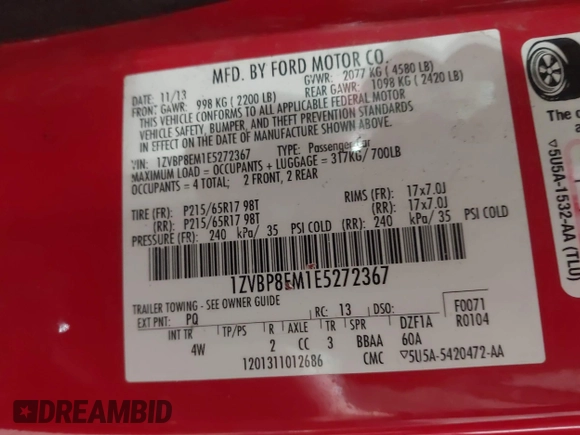 MFD. BY FORD MOTOR CO.
DATE: 11/13 GVWR: 2077 KG ( 4580 LB)
FRONT GAWR: 998 KG ( 2200 LB) REAR GAWR: 1098 KG ( 2420 LB)
THIS VEHICLE CONFORMS TO ALL APPLICABLE FEDERAL MOTOR
VEHICLE SAFETY, BUMPER, AND THEFT PREVENTION STANDARDS
IN EFFECT ON THE DATE OF MANUFACTURE SHOWN ABOVE.
VIN: 1ZVBP8EM1E5272367 TYPE: Passenger Car
MAXIMUM LOAD = OCCUPANTS + LUGGAGE = 317KG/ 700LB
OCCUPANTS = 4 TOTAL; 2 FRONT, 2 REAR
TIRE (FR): P215/65R17 98T RIMS (FR): 17x7.0J
(RR): P215/65R17 98T (RR): 17x7.0J
PRESSURE (FR): 240 kPa/ 35 PSI COLD (RR): 240 kPa/ 35 PSI COLD
1ZVBP8EM1E5272367
TRAILER TOWING - SEE OWNER GUIDE
EXT PNT: PQ RC: 13 DSO: F0071
INT TR TP/PS R AXLE TR SPR DZF1A R0104
4W 2 CC 3 BBAA 60A
1201311012686 CMC 5U5A-5420472-AA
The c
5U5A-1532-AA (TLU)
DREAMBID